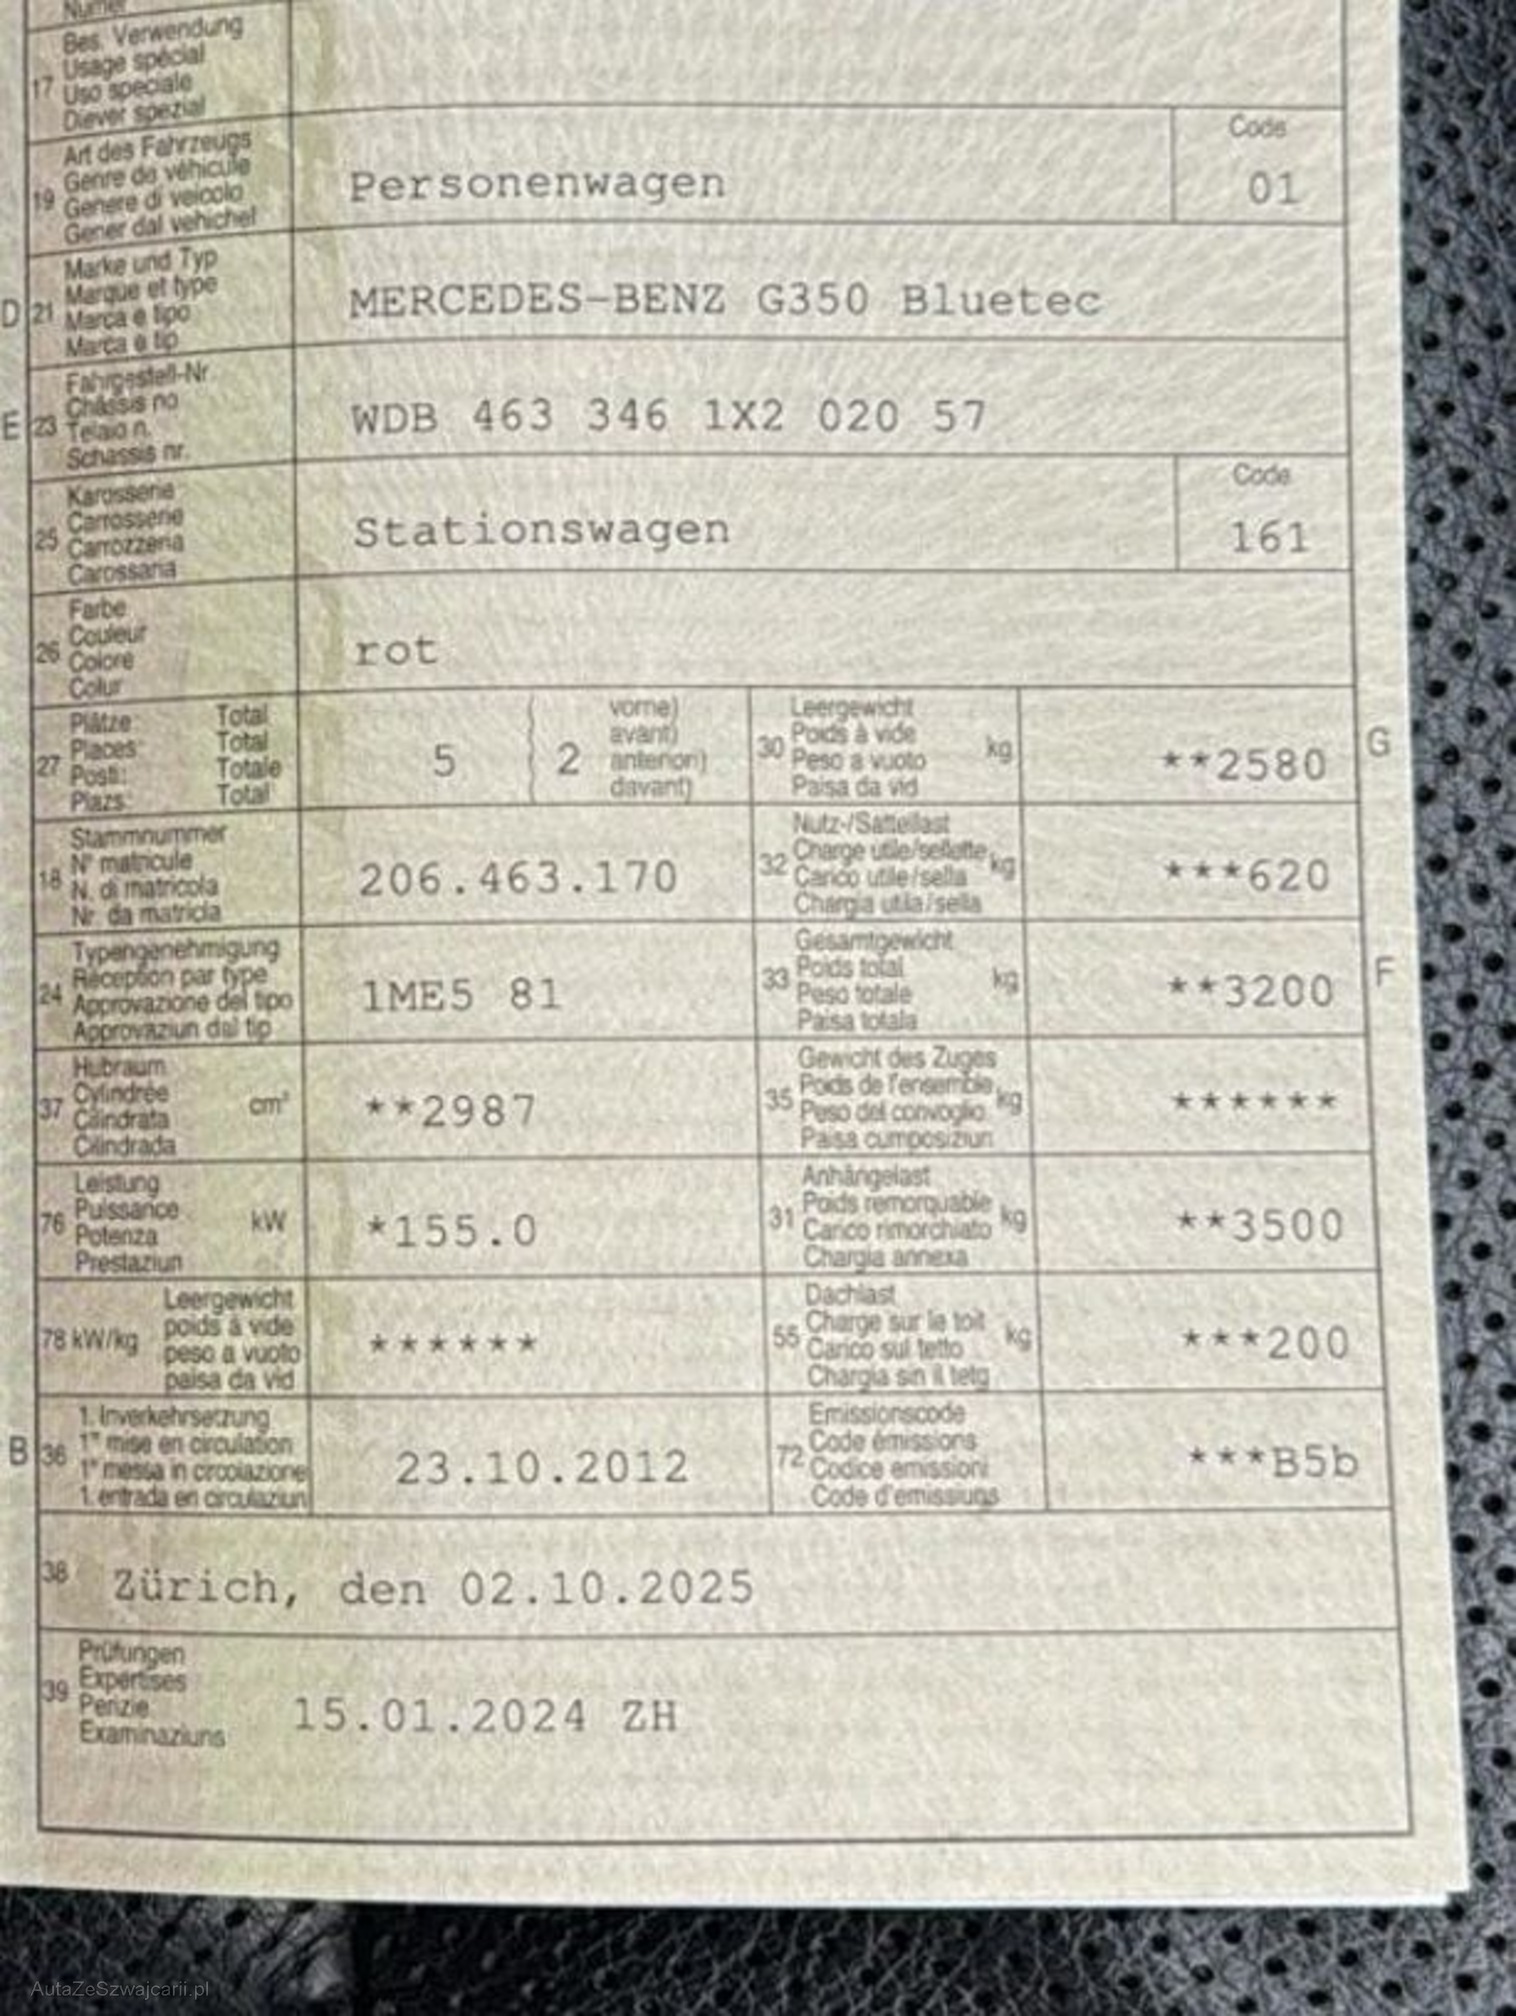 Numer
17 Bes. Verwendung
Usage spécial
Uso speciale
Diever spezial
19 Art des Fahrzeugs
Genre de véhicule
Genere di veicolo
Gener dal vehichel
Personenwagen
Code
01
D 21 Marke und Typ
Marque et type
Marca e tipo
Marca e tip
MERCEDES-BENZ G350 Bluetec
E 23 Fahrgestell-Nr.
Châssis no
Telaio n.
Schassis nr.
WDB 463 346 1X2 020 57
25 Karosserie
Carrosserie
Carrozzeria
Carossaria
Stationswagen
Code
161
26 Farbe
Couleur
Colore
Colur
rot
27 Plätze: Total
Places: Total
Posti: Totale
Plazs: Total
5
2
vorne)
avant)
anteriori)
davant)
30 Leergewicht
Poids à vide
Peso a vuoto
Paisa da vid
kg
**2580
G
18 Stammnummer
N° matricule
N. di matricola
Nr. da matricla
206.463.170
32 Nutz-/Sattellast
Charge utile/sellette
Carico utile/sella
Chargia utila/sella
kg
***620
24 Typengenehmigung
Réception par type
Approvazione del tipo
Approvaziun dal tip
1ME5 81
33 Gesamtgewicht
Poids total
Peso totale
Paisa totala
kg
**3200
F
37 Hubraum
Cylindrée
Cilindrata
Cilindrada
cm³
**2987
35 Gewicht des Zuges
Poids de l'ensemble
Peso del convoglio
Paisa cumposiziun
kg
******
76 Leistung
Puissance
Potenza
Prestaziun
kW
*155.0
31 Anhängelast
Poids remorquable
Carico rimorchiato
Chargia annexa
kg
**3500
78 kW/kg
Leergewicht
poids à vide
peso a vuoto
paisa da vid
******
55 Dachlast
Charge sur le toit
Carico sul tetto
Chargia sin il tetg
kg
***200
B 36 1. Inverkehrsetzung
1re mise en circulation
1a messa in circolazione
1. entrada en circulaziun
23.10.2012
72 Emissionscode
Code émissions
Codice emissioni
Code d'emissiuns
***B5b
38 Zürich, den 02.10.2025
39 Prüfungen
Expertises
Perizie
Examinaziuns
15.01.2024 ZH
AutaZeSzwajcarii.pl